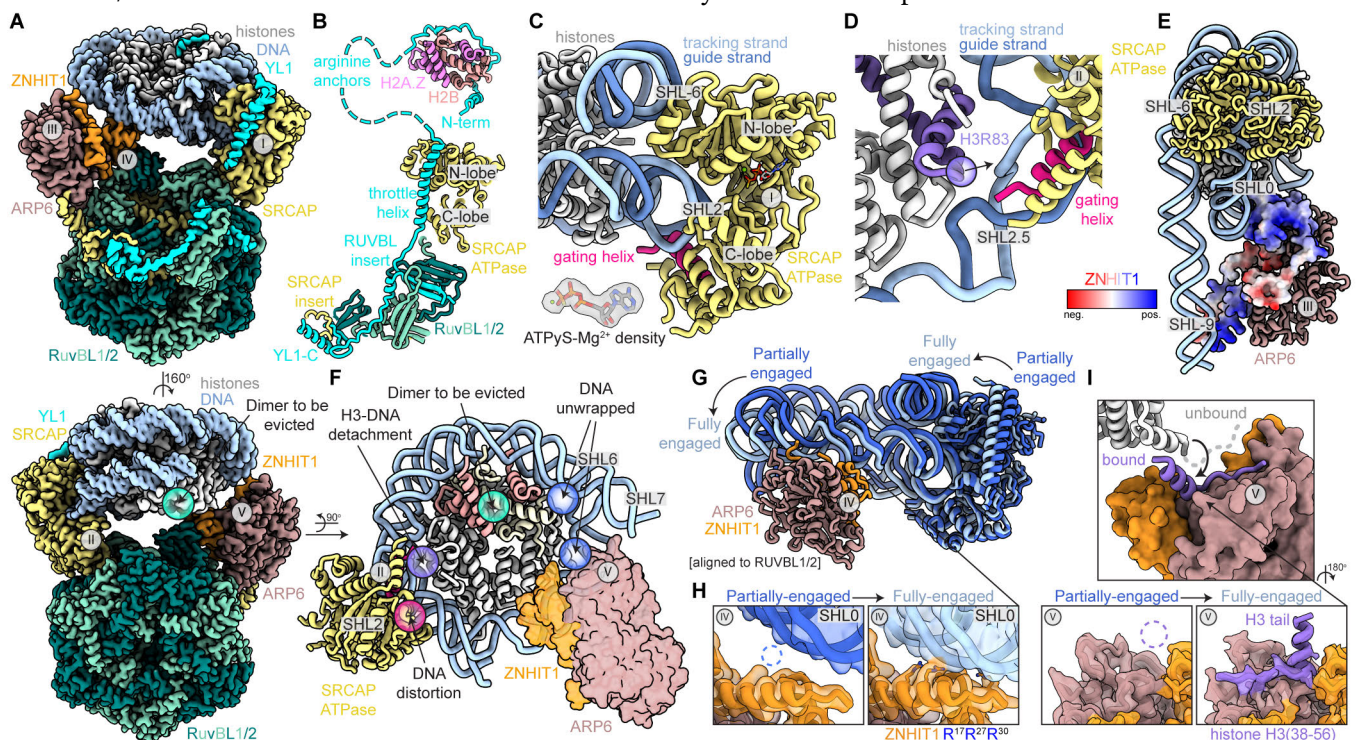 A
histones
DNA
YL1
ZNHIT1
III
IV
I
ARP6
SRCAP
RuvBL1/2
160°
histones
DNA
YL1
SRCAP
Dimer to be
evicted
ZNHIT1
II
V
ARP6
RuvBL1/2
90°
B
arginine
anchors
H2A.Z
H2B
N-term
N-lobe
throttle
helix
C-lobe
RUVBL
insert
SRCAP
ATPase
SRCAP
insert
RuvBL1/2
YL1-C
C
histones
tracking strand
guide strand
SHL-6
N-lobe
I
SHL2
C-lobe
gating helix
SRCAP
ATPase
ATPγS-Mg²⁺ density
D
histones
tracking strand
guide strand
II
H3R83
gating
helix
SHL2.5
E
SRCAP
ATPase
SHL-6
SHL2
SHL0
ZNHIT1
neg.
pos.
III
SHL-9
ARP6
F
Dimer to be evicted
DNA
unwrapped
H3-DNA
detachment
SHL6
SHL7
II
V
SHL2
DNA
distortion
ZNHIT1
SRCAP
ATPase
ARP6
G
Partially
engaged
Fully
engaged
Fully
engaged
Partially
engaged
ARP6
ZNHIT1
IV
[aligned to RUVBL1/2]
H
Partially-engaged
Fully-engaged
IV
SHL0
IV
SHL0
ZNHIT1 R¹⁷R²⁷R³⁰
I
unbound
bound
V
180°
Partially-engaged
Fully-engaged
V
V
H3 tail
histone H3(38-56)